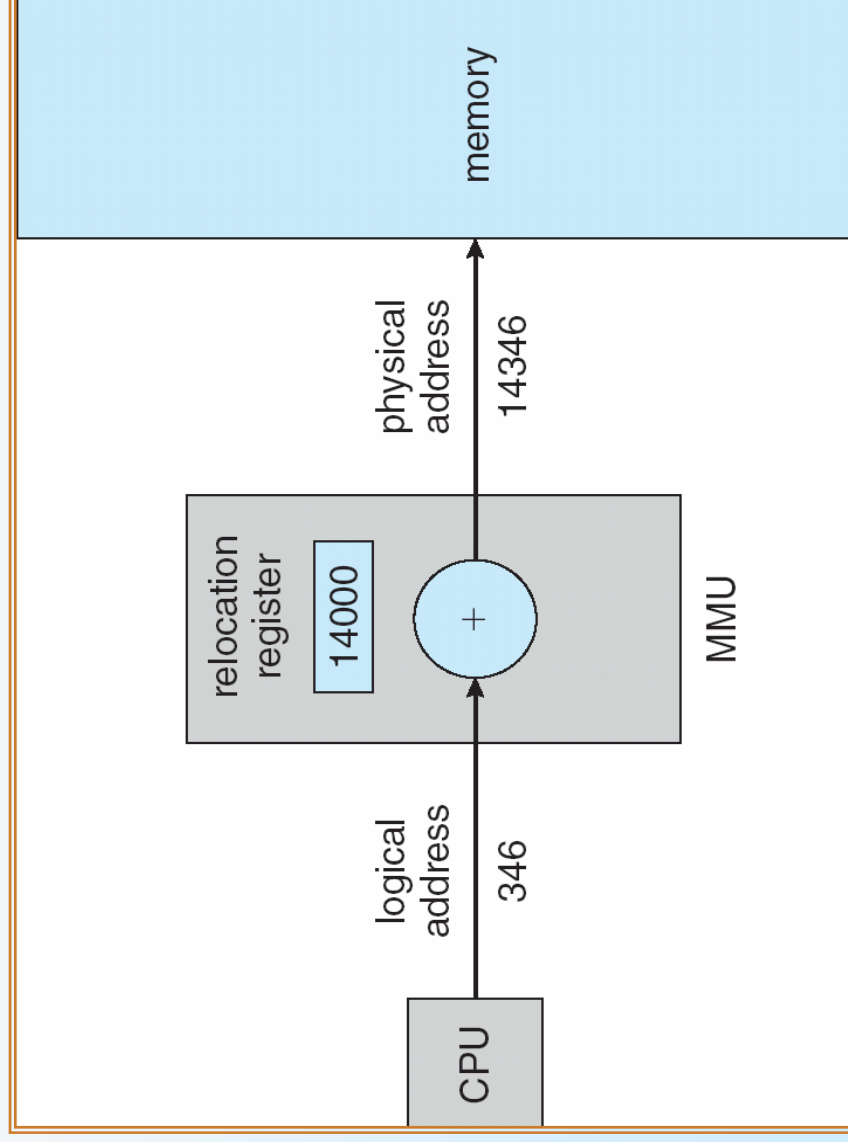 CPU
logical
address
346
relocation
register
14000
+
MMU
physical
address
14346
memory